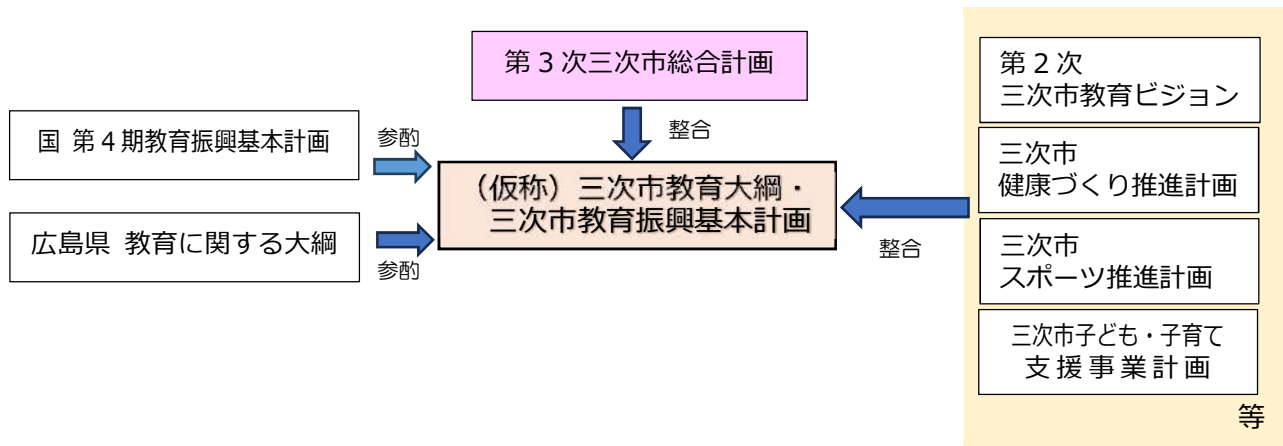 第3次三次市総合計画
整合
国 第4期教育振興基本計画
参酌
広島県 教育に関する大綱
参酌
(仮称)三次市教育大綱・
三次市教育振興基本計画
整合
第2次
三次市教育ビジョン
三次市
健康づくり推進計画
三次市
スポーツ推進計画
三次市子ども・子育て
支援事業計画
等